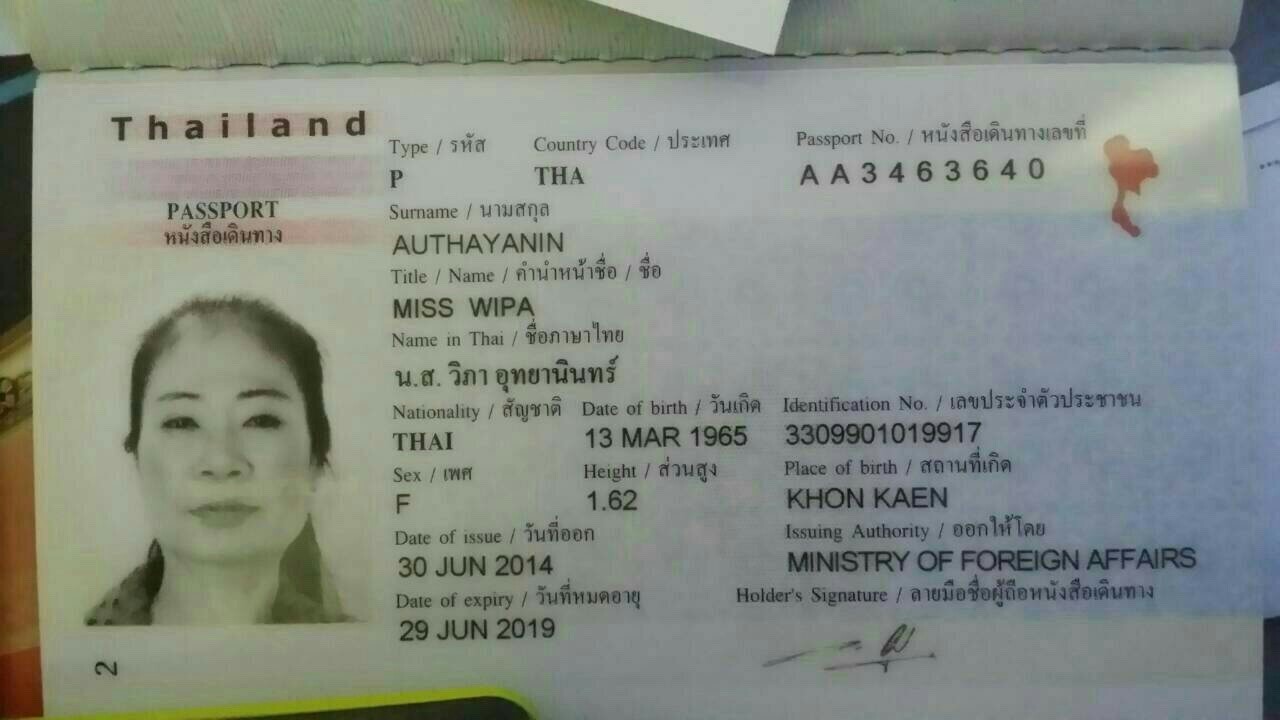 Thailand
PASSPORT
หนังสือเดินทาง
Type / รหัส Country Code / ประเทศ Passport No. / หนังสือเดินทางเลขที่
P THA AA3463640
Surname / นามสกุล
AUTHAYANIN
Title / Name / คำนำหน้าชื่อ / ชื่อ
MISS WIPA
Name in Thai / ชื่อภาษาไทย
น.ส. วิภา อุทยานินทร์
Nationality / สัญชาติ Date of birth / วันเกิด Identification No. / เลขประจำตัวประชาชน
THAI 13 MAR 1965 3309901019917
Sex / เพศ Height / ส่วนสูง Place of birth / สถานที่เกิด
F 1.62 KHON KAEN
Date of issue / วันที่ออก Issuing Authority / ออกให้โดย
30 JUN 2014 MINISTRY OF FOREIGN AFFAIRS
Date of expiry / วันที่หมดอายุ Holder's Signature / ลายมือชื่อผู้ถือหนังสือเดินทาง
29 JUN 2019
2